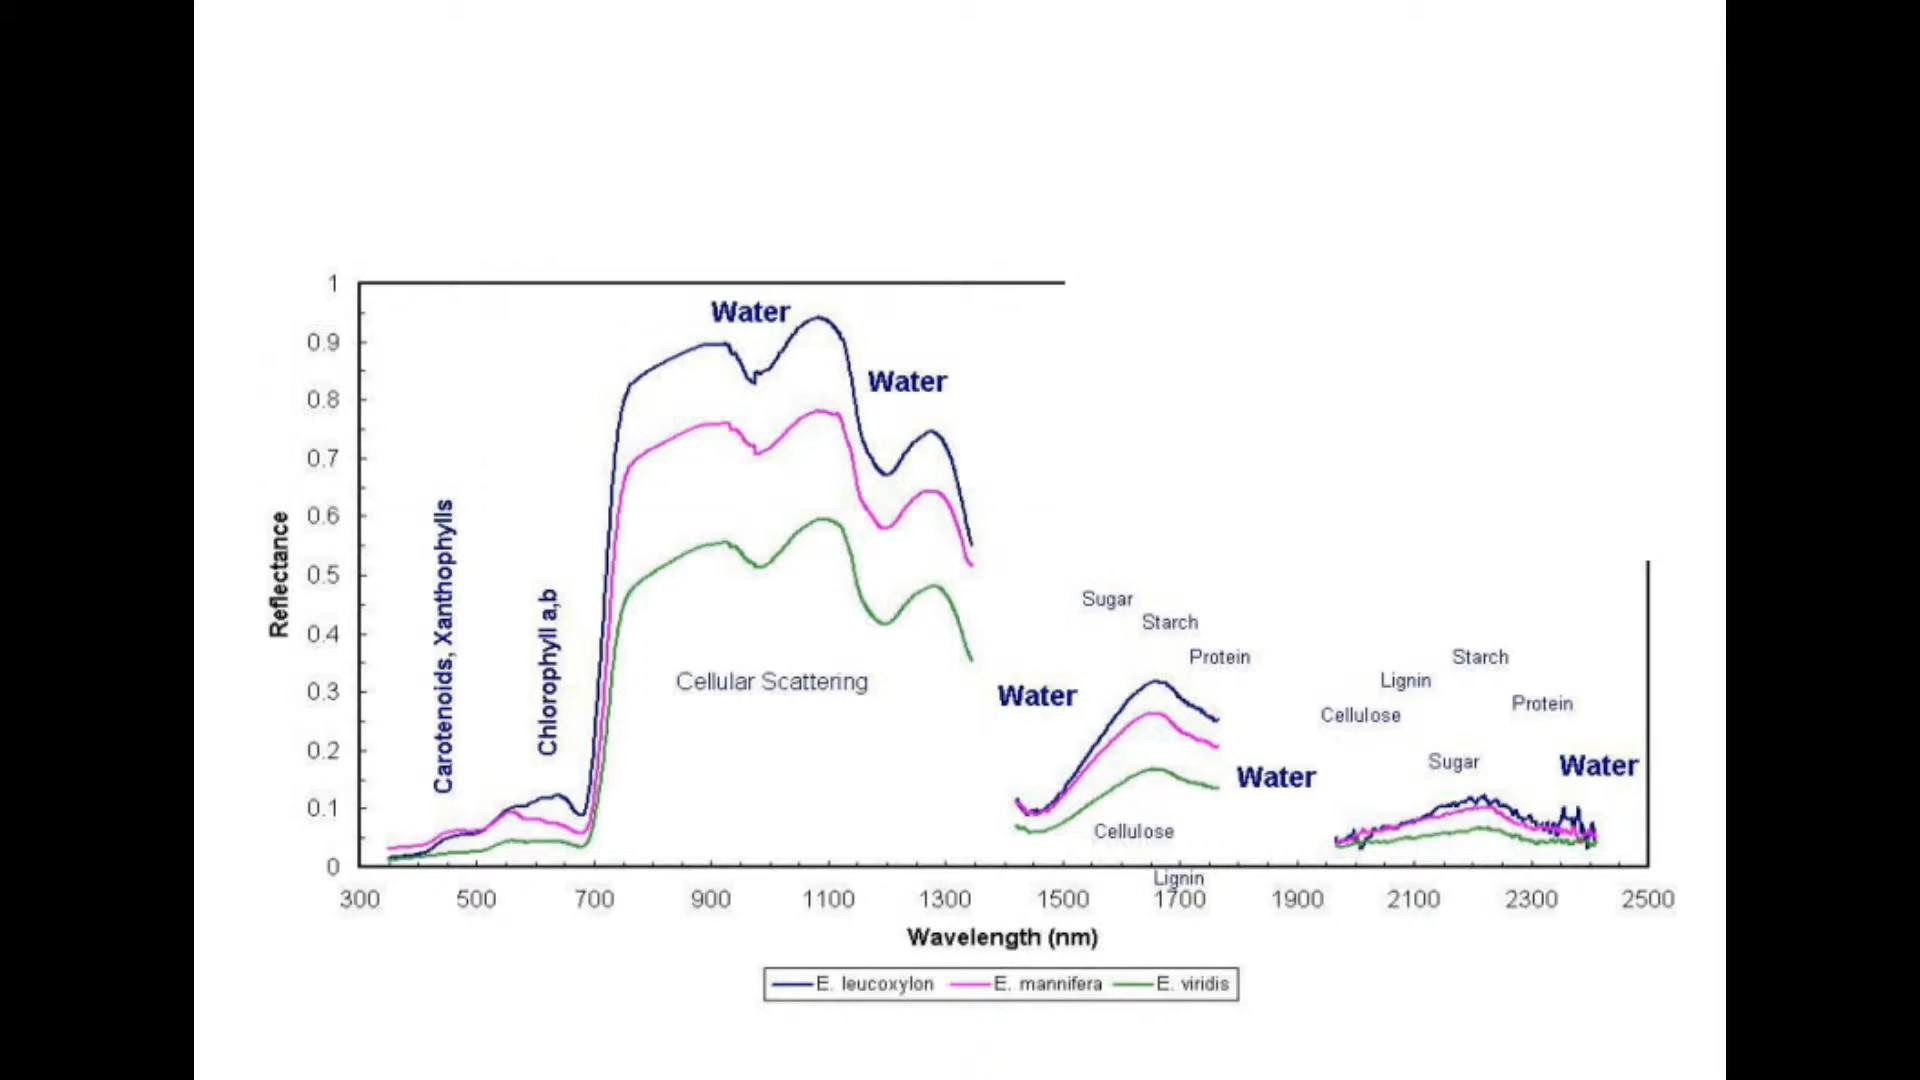 1
Water
0.9
Water
0.8
0.7
0.6
0.5
0.4
0.3
0.2
0.1
0
Reflectance
Carotenoids, Xanthophylls
Chlorophyll a,b
Cellular Scattering
Sugar
Starch
Protein
Water
Cellulose
Lignin
Water
Starch
Lignin
Protein
Cellulose
Sugar
Water
300 500 700 900 1100 1300 1500 1700 1900 2100 2300 2500
Wavelength (nm)
E. leucoxylon E. mannifera E. viridis